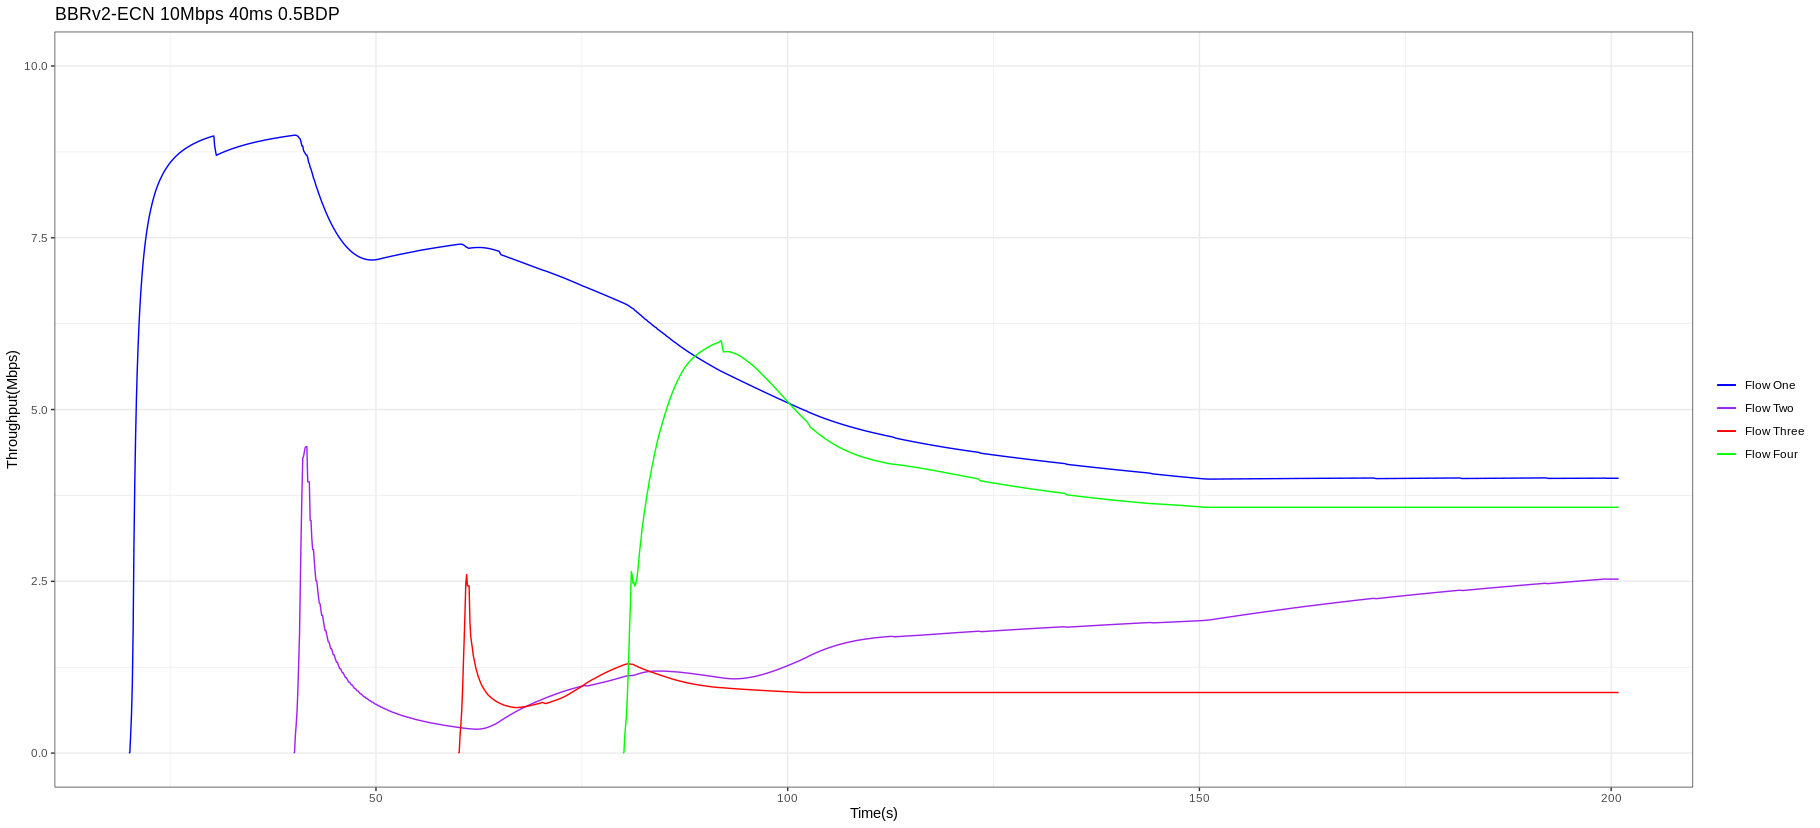 BBRv2-ECN 10Mbps 40ms 0.5BDP
10.0
7.5
5.0
2.5
0.0
Throughput(Mbps)
50
100
150
200
Time(s)
Flow One
Flow Two
Flow Three
Flow Four